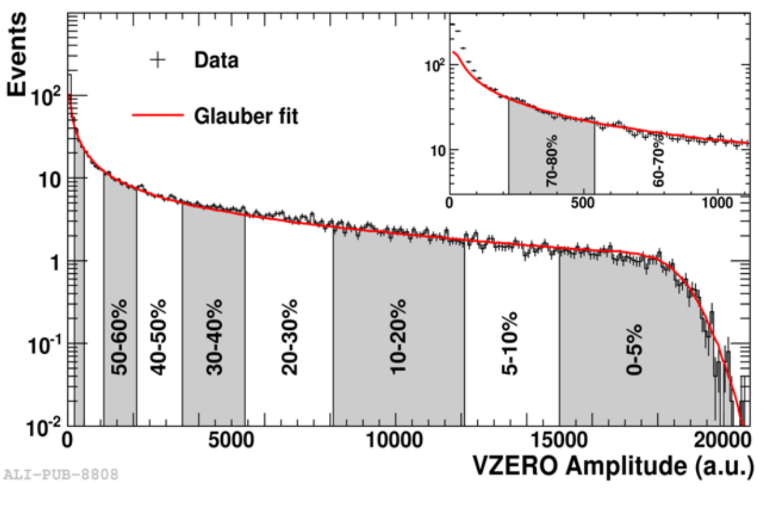 Events
10²
10
1
10⁻¹
10⁻²
Data
Glauber fit
10²
10
70-80%
60-70%
0 500 1000
50-60%
40-50%
30-40%
20-30%
10-20%
5-10%
0-5%
0 5000 10000 15000 20000
VZERO Amplitude (a.u.)
ALI-PUB-8808